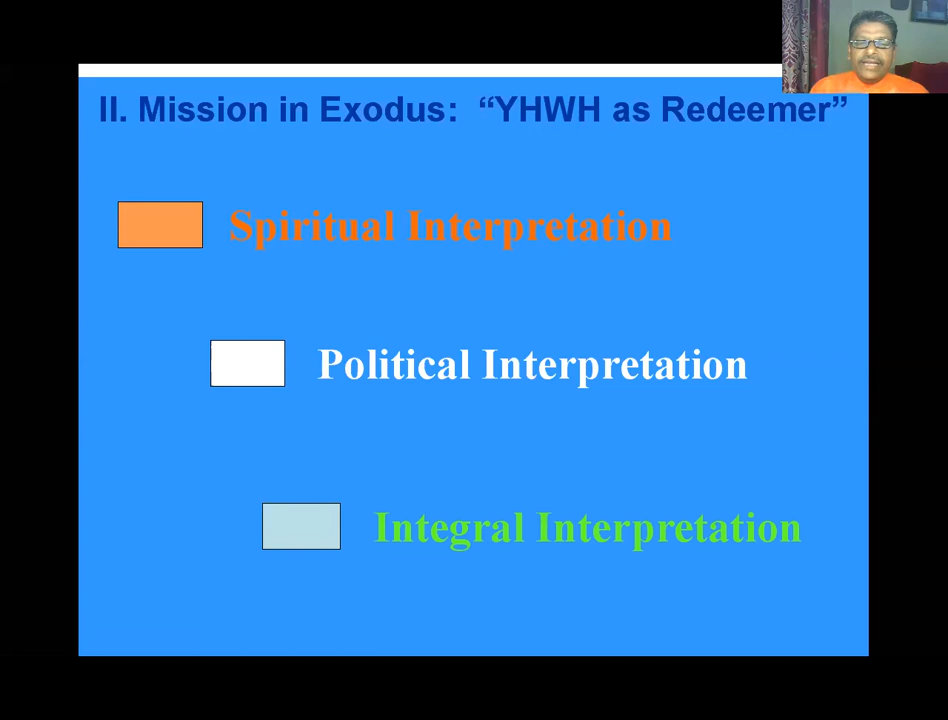 II. Mission in Exodus: “YHWH as Redeemer”
Spiritual Interpretation
Political Interpretation
Integral Interpretation